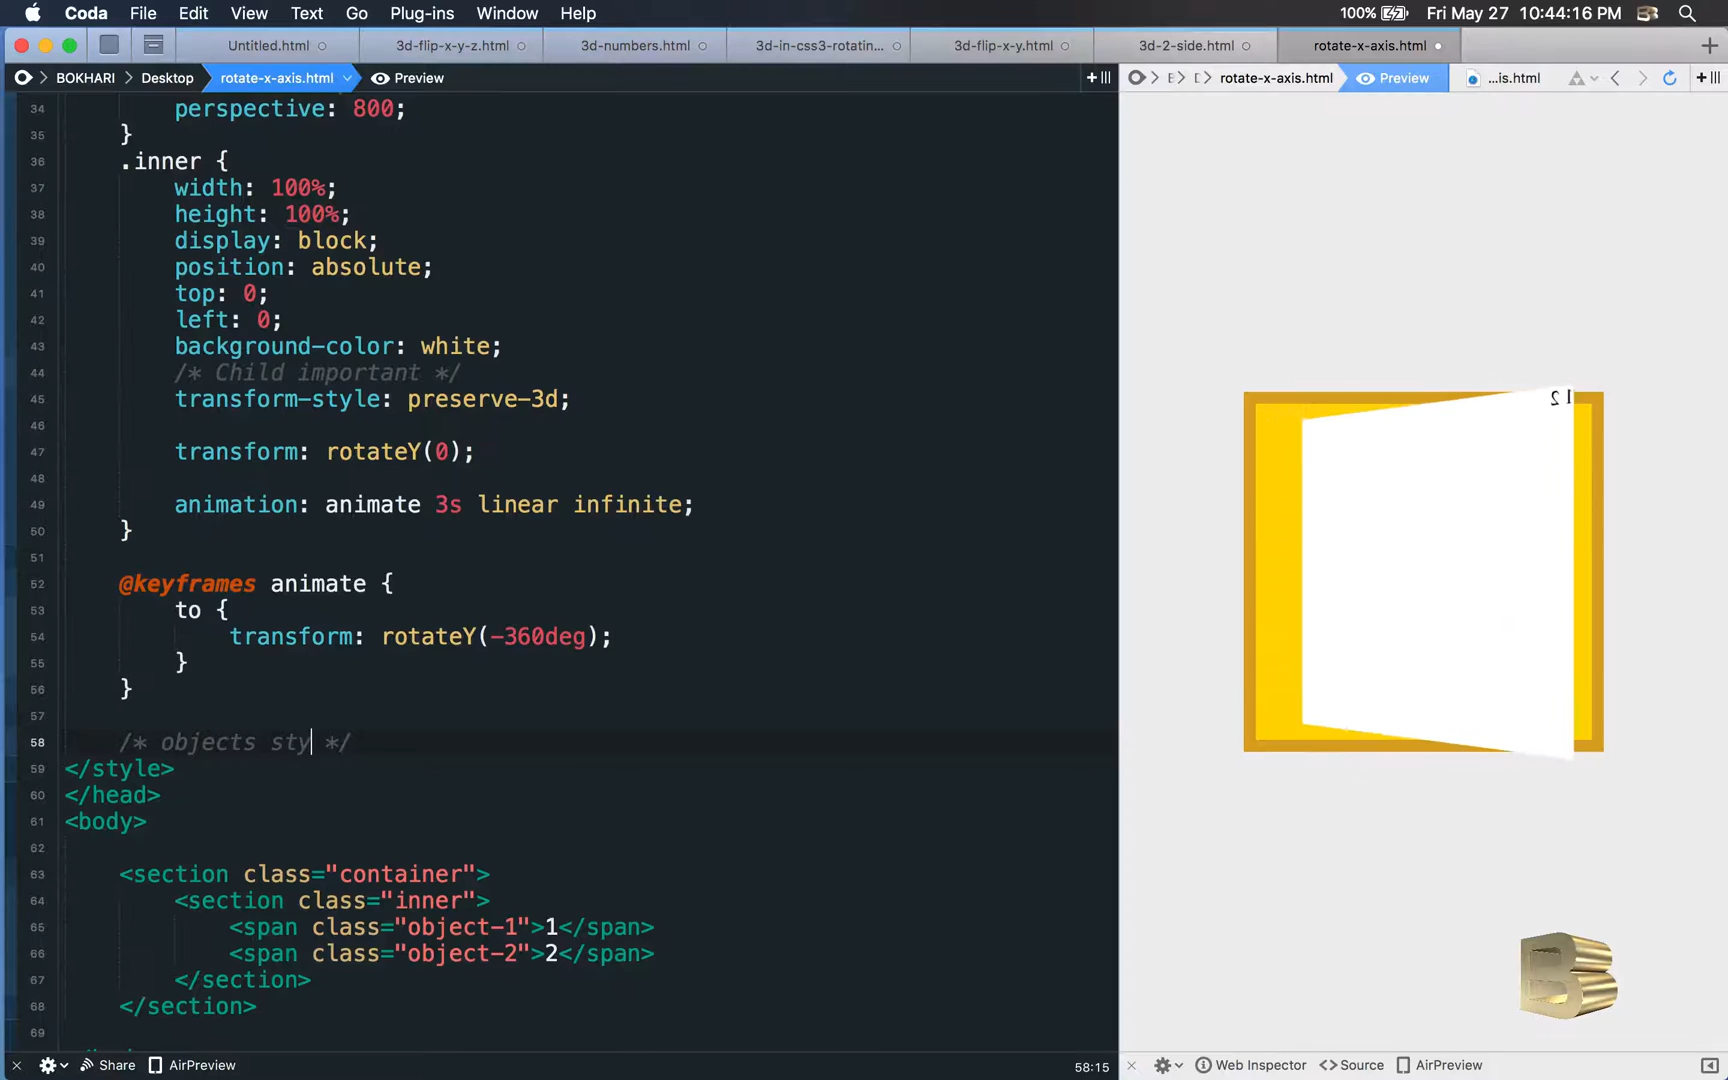 Coda File Edit View Text Go Plug-ins Window Help 100% Fri May 27 10:44:16 PM
Untitled.html 3d-flip-x-y-z.html 3d-numbers.html 3d-in-css3-rotatin... 3d-flip-x-y.html 3d-2-side.html rotate-x-axis.html
BOKHARI Desktop rotate-x-axis.html Preview rotate-x-axis.html Preview ...is.html
34 perspective: 800;
35 }
36 .inner {
37 width: 100%;
38 height: 100%;
39 display: block;
40 position: absolute;
41 top: 0;
42 left: 0;
43 background-color: white;
44 /* Child important */
45 transform-style: preserve-3d;
46
47 transform: rotateY(0);
48
49 animation: animate 3s linear infinite;
50 }
51
52 @keyframes animate {
53 to {
54 transform: rotateY(-360deg);
55 }
56 }
57
58 /* objects sty */
59 </style>
60 </head>
61 <body>
62
63 <section class="container">
64 <section class="inner">
65 <span class="object-1">1</span>
66 <span class="object-2">2</span>
67 </section>
68 </section>
69
1 2
B
Share AirPreview 58:15 Web Inspector Source AirPreview